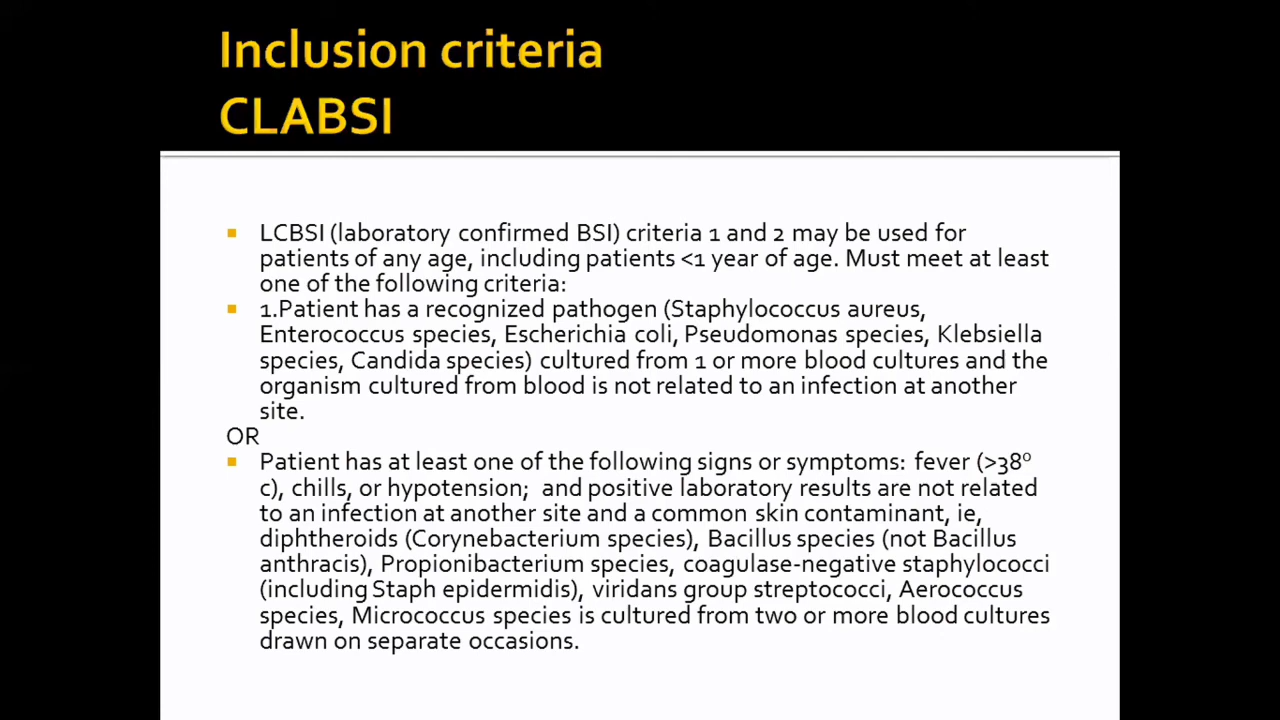 Inclusion criteria
CLABSI
LCBSI (laboratory confirmed BSI) criteria 1 and 2 may be used for
patients of any age, including patients <1 year of age. Must meet at least
one of the following criteria:
1.Patient has a recognized pathogen (Staphylococcus aureus,
Enterococcus species, Escherichia coli, Pseudomonas species, Klebsiella
species, Candida species) cultured from 1 or more blood cultures and the
organism cultured from blood is not related to an infection at another
site.
OR
Patient has at least one of the following signs or symptoms: fever (>38º
c), chills, or hypotension; and positive laboratory results are not related
to an infection at another site and a common skin contaminant, ie,
diphtheroids (Corynebacterium species), Bacillus species (not Bacillus
anthracis), Propionibacterium species, coagulase-negative staphylococci
(including Staph epidermidis), viridans group streptococci, Aerococcus
species, Micrococcus species is cultured from two or more blood cultures
drawn on separate occasions.